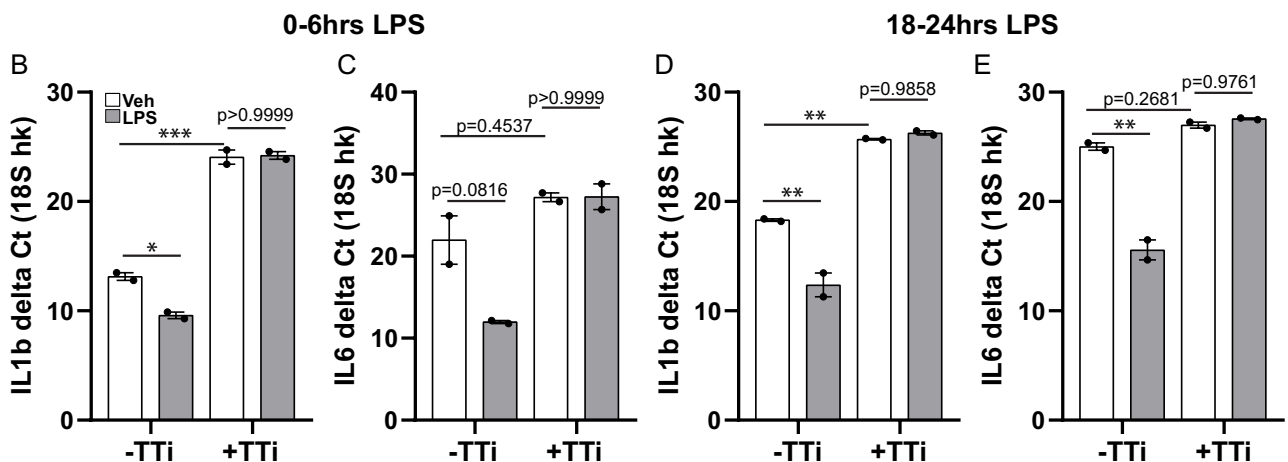 0-6hrs LPS
18-24hrs LPS
B
IL1b delta Ct (18S hk)
30
20
10
0
Veh
LPS
***
p>0.9999
*
-TTi
+TTi
C
IL6 delta Ct (18S hk)
40
30
20
10
0
p>0.9999
p=0.4537
p=0.0816
-TTi
+TTi
D
IL1b delta Ct (18S hk)
30
20
10
0
p=0.9858
**
**
-TTi
+TTi
E
IL6 delta Ct (18S hk)
30
20
10
0
p=0.9761
p=0.2681
**
-TTi
+TTi